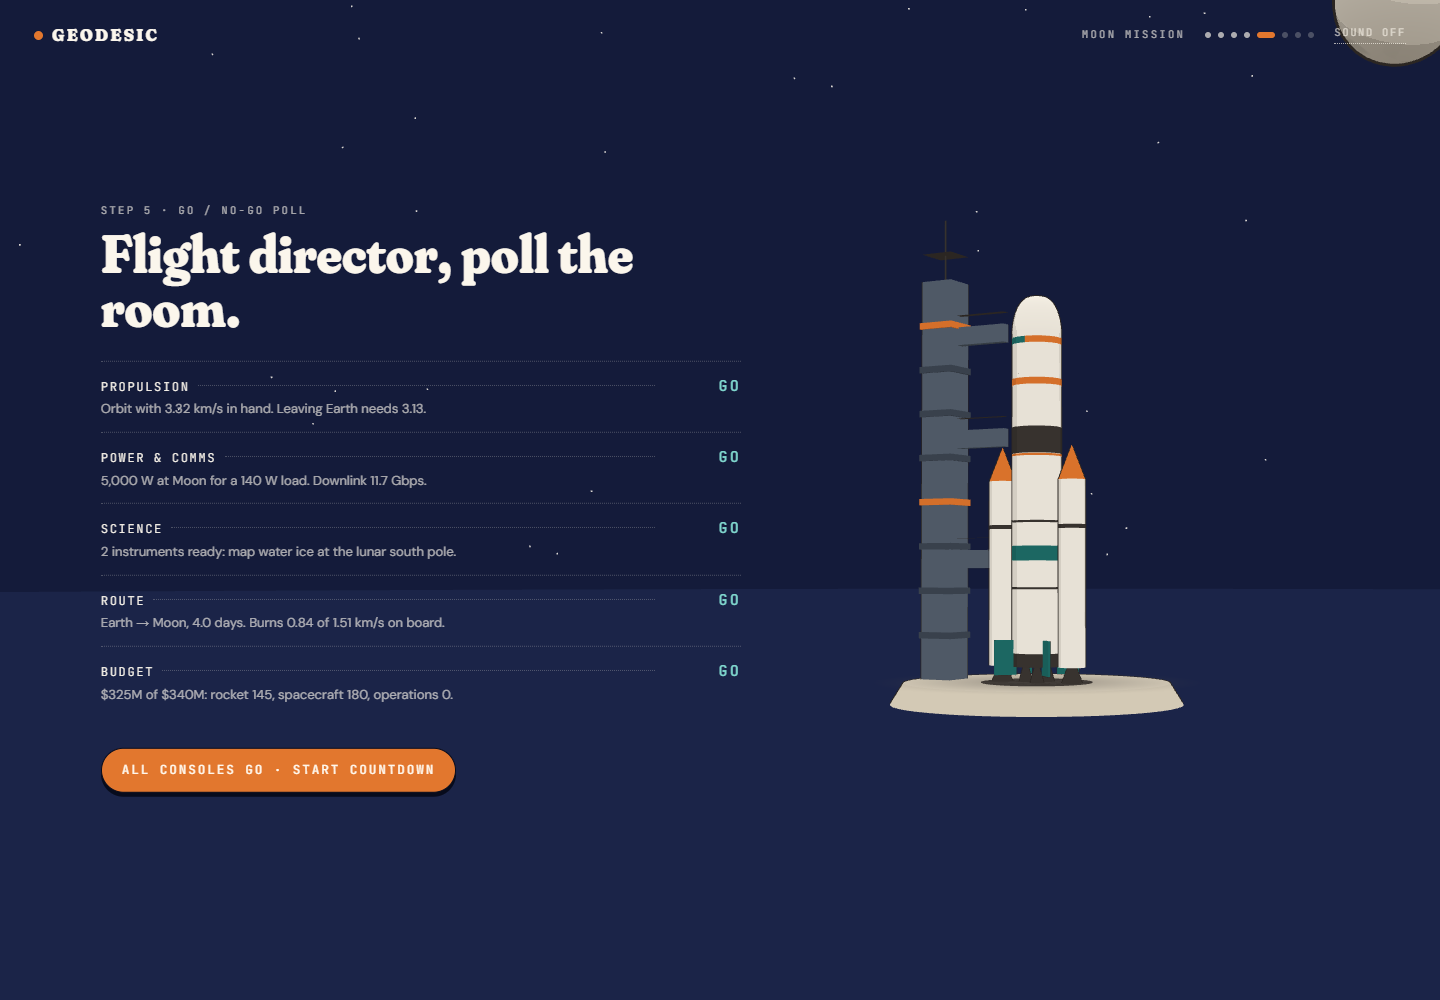 GEODESIC
MOON MISSION
SOUND OFF
STEP 5 · GO / NO-GO POLL
Flight director, poll the
room.
PROPULSION GO
Orbit with 3.32 km/s in hand. Leaving Earth needs 3.13.
POWER & COMMS GO
5,000 W at Moon for a 140 W load. Downlink 11.7 Gbps.
SCIENCE GO
2 instruments ready: map water ice at the lunar south pole.
ROUTE GO
Earth → Moon, 4.0 days. Burns 0.84 of 1.51 km/s on board.
BUDGET GO
$325M of $340M: rocket 145, spacecraft 180, operations 0.
ALL CONSOLES GO · START COUNTDOWN